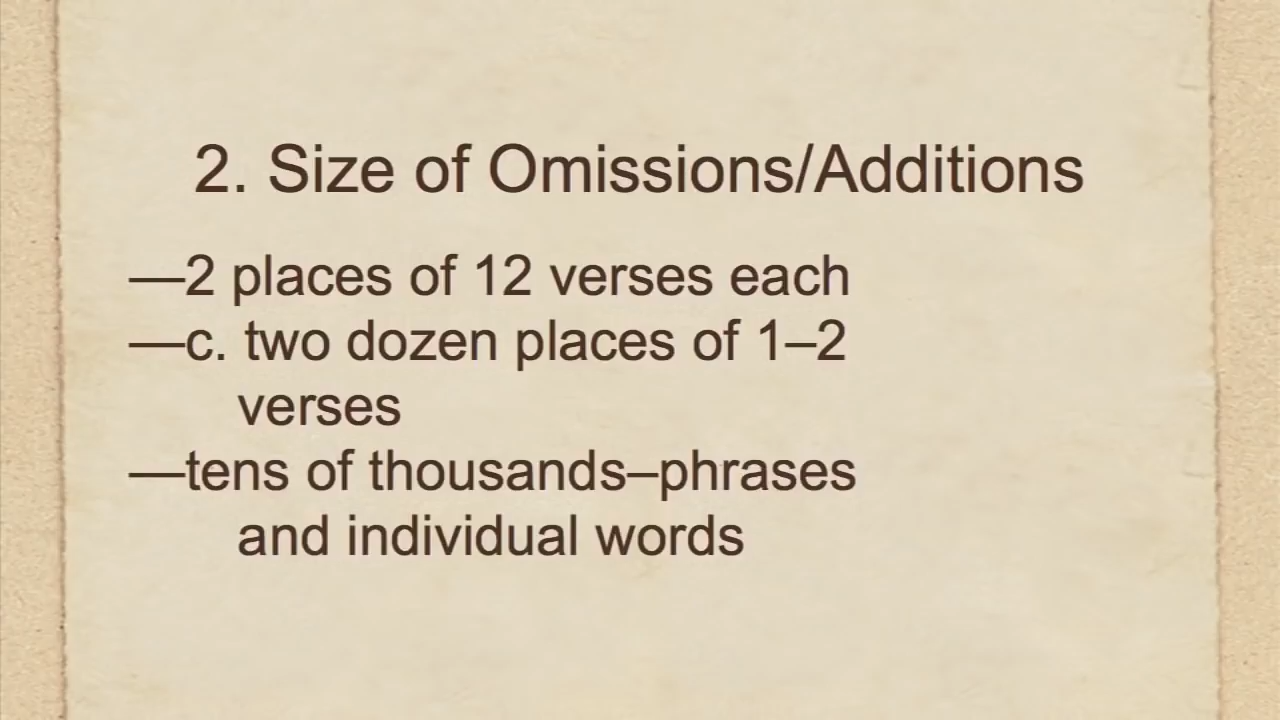 2. Size of Omissions/Additions
—2 places of 12 verses each
—c. two dozen places of 1–2
verses
—tens of thousands–phrases
and individual words